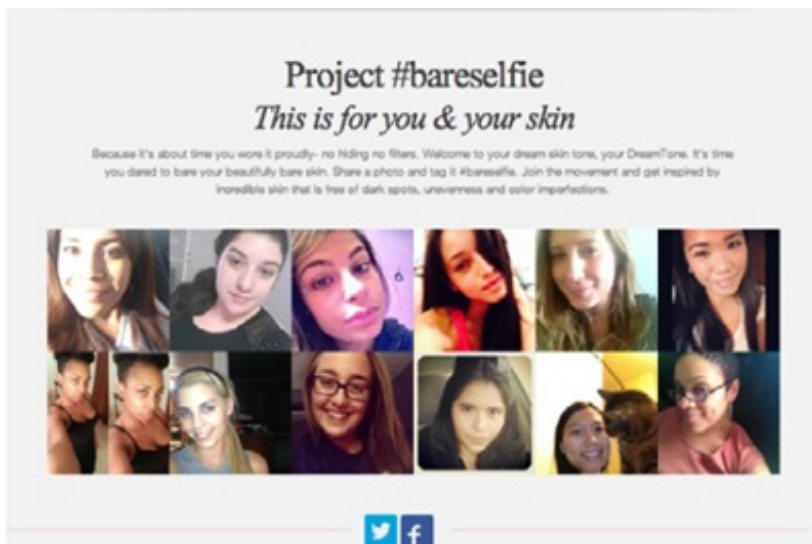 Project #bareselfie
This is for you & your skin
Because it's about time you wore it proudly- no hiding no filters. Welcome to your dream skin tone, your DreamTone. It's time
you dared to bare your beautifully bare skin. Share a photo and tag it #bareselfie. Join the movement and get inspired by
incredible skin that is free of dark spots, unevenness and color imperfections.